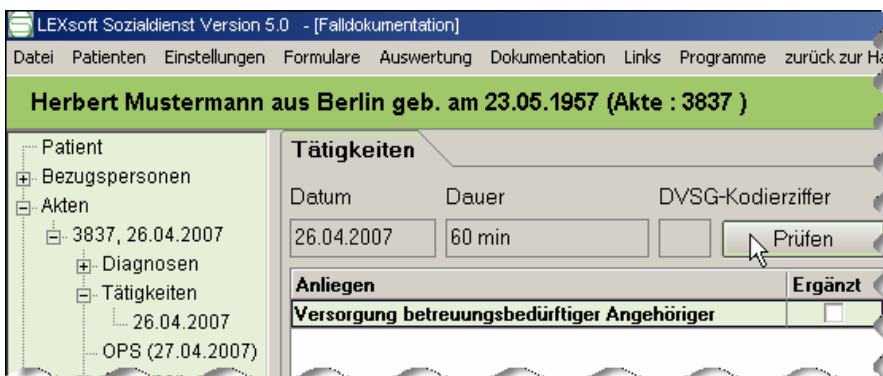 LEXsoft Sozialdienst Version 5.0 - [Falldokumentation]
Datei Patienten Einstellungen Formulare Auswertung Dokumentation Links Programme zurück zur
Herbert Mustermann aus Berlin geb. am 23.05.1957 (Akte : 3837 )
Patient
Bezugspersonen
Akten
3837, 26.04.2007
Diagnosen
Tätigkeiten
26.04.2007
OPS (27.04.2007)
Tätigkeiten
Datum Dauer DVSG-Kodierziffer
26.04.2007 60 min Prüfen
Anliegen Ergänzt
Versorgung betreuungsbedürftiger Angehöriger